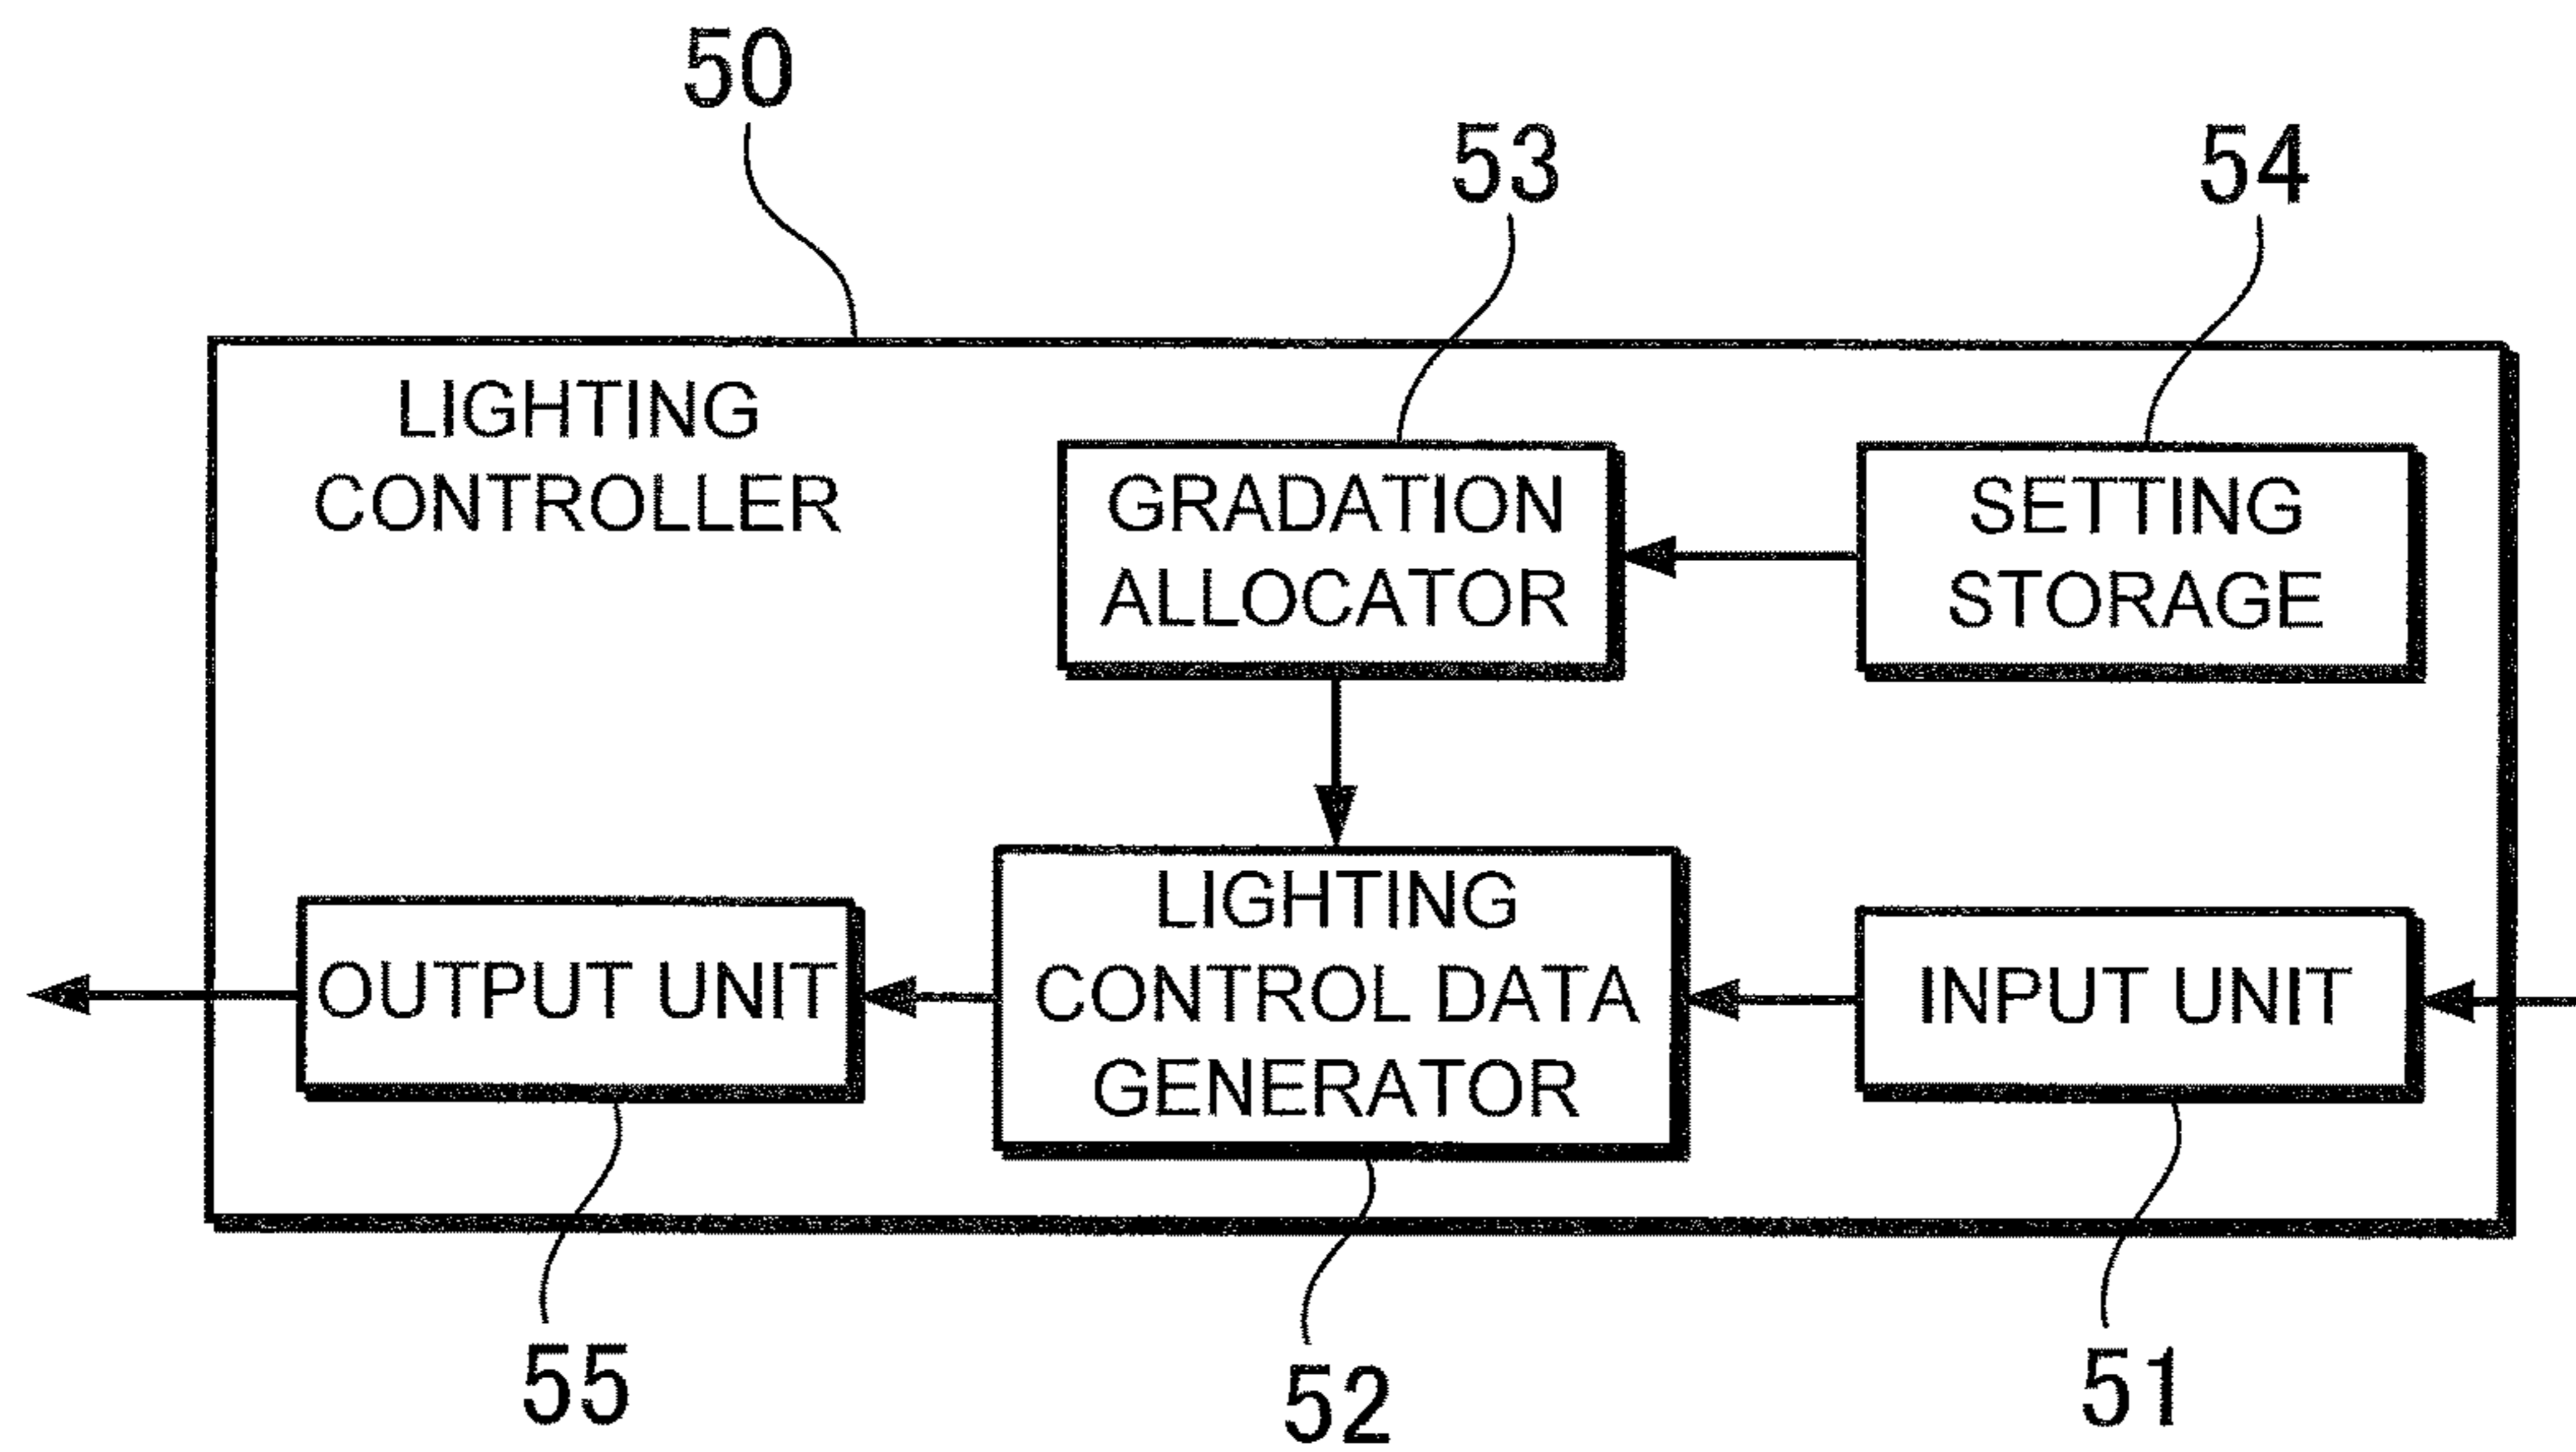 50
53
54
LIGHTING
CONTROLLER
GRADATION
ALLOCATOR
SETTING
STORAGE
OUTPUT UNIT
LIGHTING
CONTROL DATA
GENERATOR
INPUT UNIT
55
52
51